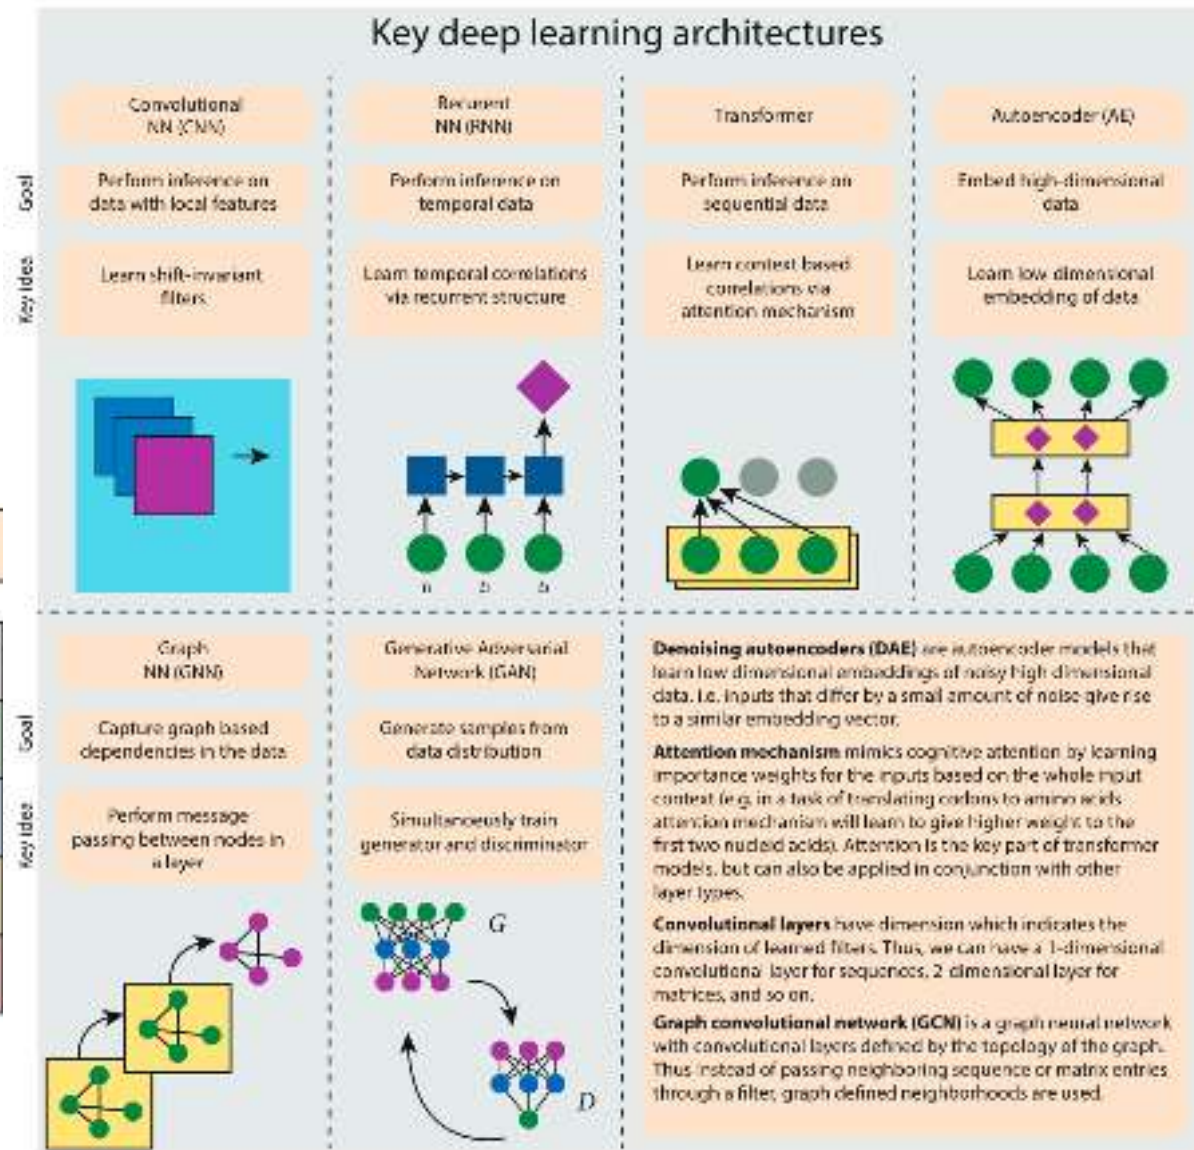 Key deep learning architectures
Convolutional
NN (CNN)
Recurent
NN (RNN)
Transformer
Autoencoder (AE)
Goal
Perform inference on
data with local features
Perform inference on
temporal data
Perform inference on
sequential data
Embed high-dimensional
data
Key idea
Learn shift-invariant
filters
Learn temporal correlations
via recurrent structure
Learn context based
correlations via
attention mechanism
Learn low dimensional
embedding of data
Graph
NN (GNN)
Generative Adversarial
Network (GAN)
Goal
Capture graph based
dependencies in the data
Generate samples from
data distribution
Key idea
Perform message
passing between nodes in
a layer
Simultaneously train
generator and discriminator
G
D
Denoising autoencoders (DAE) are autoencoder models that
learn low dimensional embeddings of noisy high dimensional
data, i.e. inputs that differ by a small amount of noise give rise
to a similar embedding vector.
Attention mechanism mimics cognitive attention by learning
importance weights for the inputs based on the whole input
context (e.g. in a task of translating codons to amino acids
attention mechanism will learn to give higher weight to the
first two nucleic acids). Attention is the key part of transformer
models, but can also be applied in conjunction with other
layer types.
Convolutional layers have dimension which indicates the
dimension of learned filters. Thus, we can have a 1-dimensional
convolutional layer for sequences, 2 dimensional layer for
matrices, and so on.
Graph convolutional network (GCN) is a graph neural network
with convolutional layers defined by the topology of the graph.
Thus instead of passing neighboring sequence or matrix entries
through a filter, graph defined neighborhoods are used.